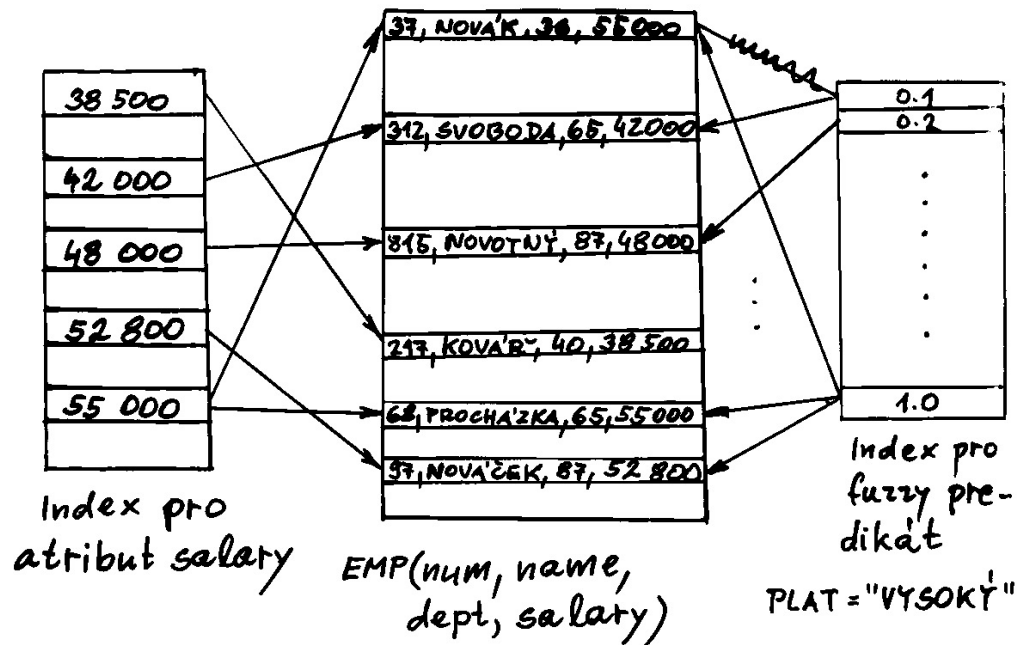 38 500
42 000
48 000
52 800
55 000
Index pro
atribut salary
37, NOVÁK, 36, 55000
312, SVOBODA, 65, 42000
815, NOVOTNÝ, 87, 48000
217, KOVÁŘ, 40, 38 500
68, PROCHÁZKA, 65, 55000
97, NOVÁČEK, 87, 52 800
EMP(num, name,
dept, salary)
0.1
0.2
1.0
Index pro
fuzzy pre-
dikát
PLAT = "VYSOKÝ"